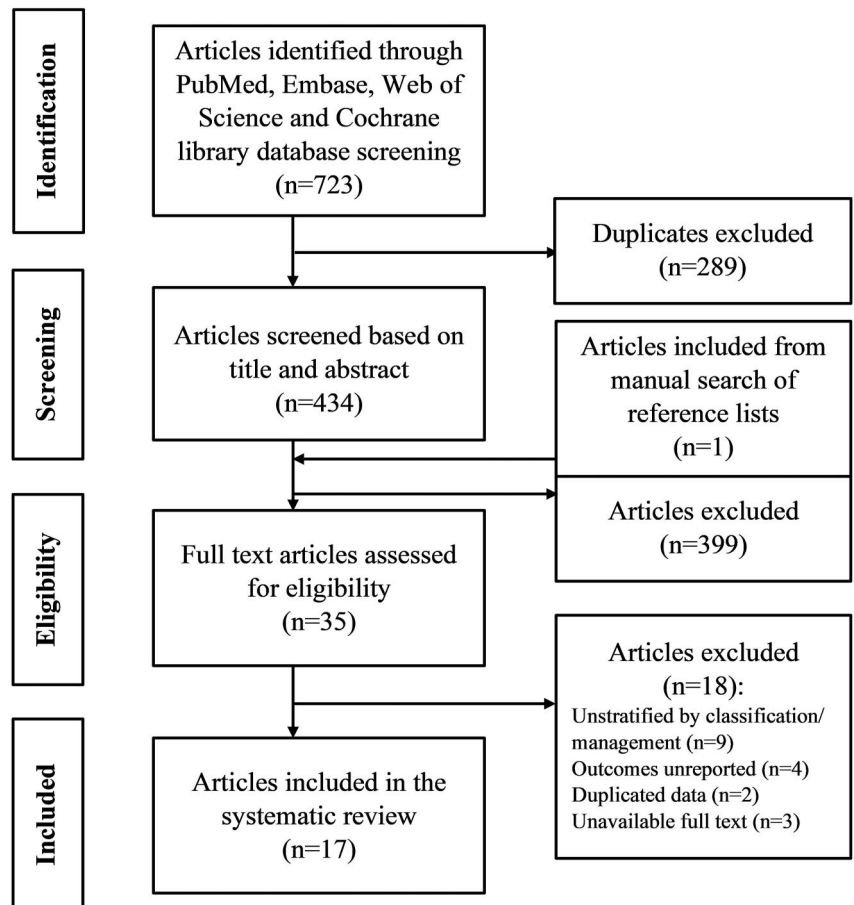 Identification
Articles identified through
PubMed, Embase, Web of
Science and Cochrane
library database screening
(n=723)
Duplicates excluded
(n=289)
Screening
Articles screened based on
title and abstract
(n=434)
Articles included from
manual search of
reference lists
(n=1)
Articles excluded
(n=399)
Eligibility
Full text articles assessed
for eligibility
(n=35)
Articles excluded
(n=18):
Unstratified by classification/
management (n=9)
Outcomes unreported (n=4)
Duplicated data (n=2)
Unavailable full text (n=3)
Included
Articles included in the
systematic review
(n=17)